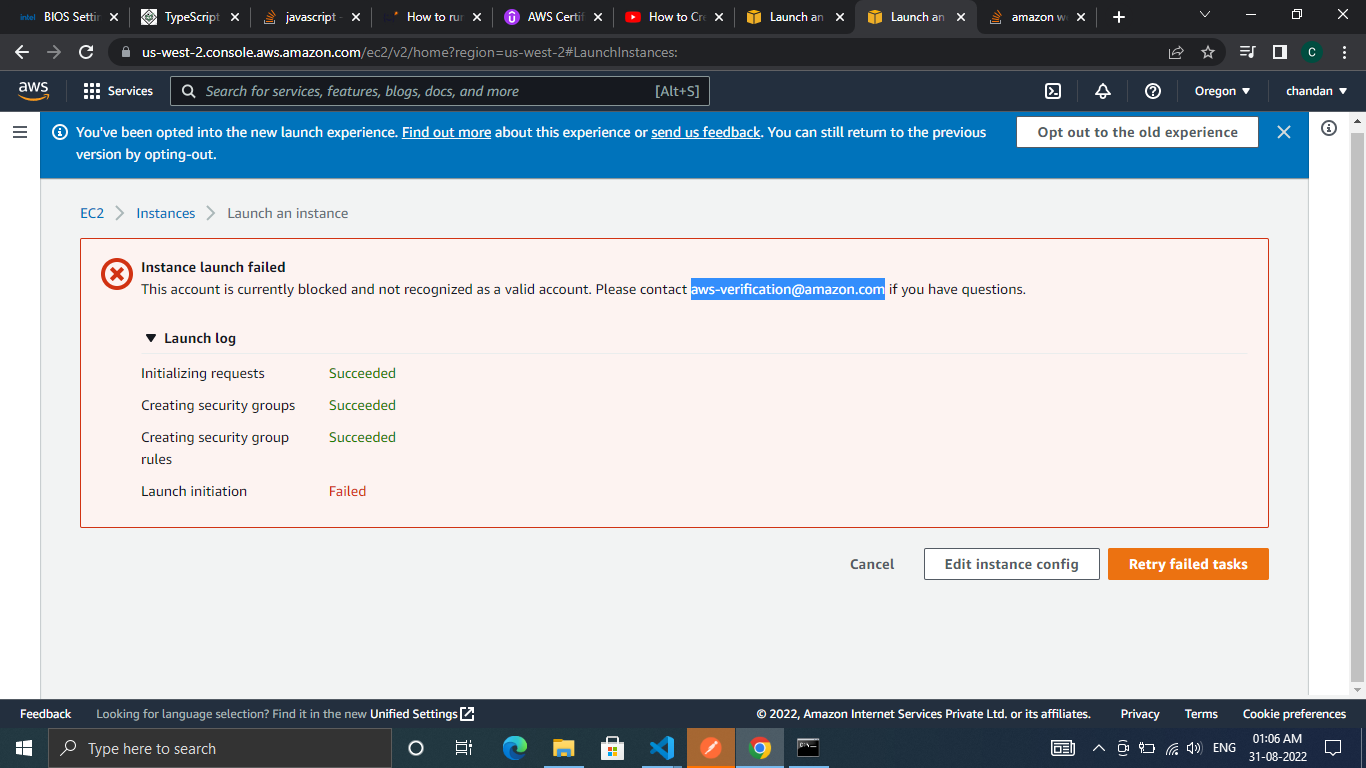 intel BIOS Settin
TypeScript
javascript -
How to run
AWS Certifi
How to Cre
Launch an
Launch an
amazon we
us-west-2.console.aws.amazon.com/ec2/v2/home?region=us-west-2#LaunchInstances:
C
aws
Services
Search for services, features, blogs, docs, and more [Alt+S]
Oregon
chandan
You've been opted into the new launch experience. Find out more about this experience or send us feedback. You can still return to the previous
version by opting-out.
Opt out to the old experience
EC2 Instances Launch an instance
Instance launch failed
This account is currently blocked and not recognized as a valid account. Please contact aws-verification@amazon.com if you have questions.
Launch log
Initializing requests Succeeded
Creating security groups Succeeded
Creating security group Succeeded
rules
Launch initiation Failed
Cancel
Edit instance config
Retry failed tasks
Feedback
Looking for language selection? Find it in the new Unified Settings
© 2022, Amazon Internet Services Private Ltd. or its affiliates.
Privacy
Terms
Cookie preferences
Type here to search
ENG
01:06 AM
31-08-2022